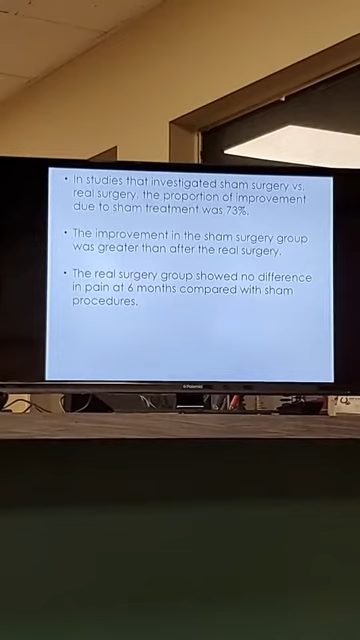 • In studies that investigated sham surgery vs.
real surgery, the proportion of improvement
due to sham treatment was 73%.
• The improvement in the sham surgery group
was greater than after the real surgery.
• The real surgery group showed no difference
in pain at 6 months compared with sham
procedures.
Polaroid